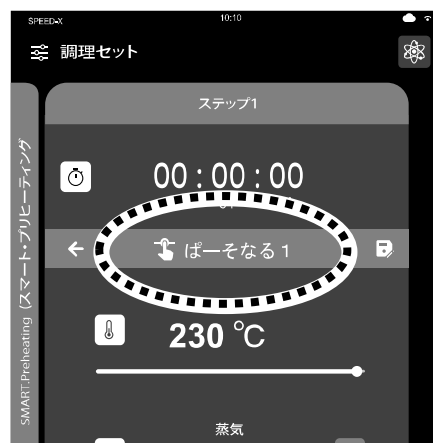 SPEED-X 10:10
調理セット
ステップ1
00 : 00 : 00
ぱーそなる 1
230 °C
蒸気
SMART.Preheating (スマート・プリヒーティング